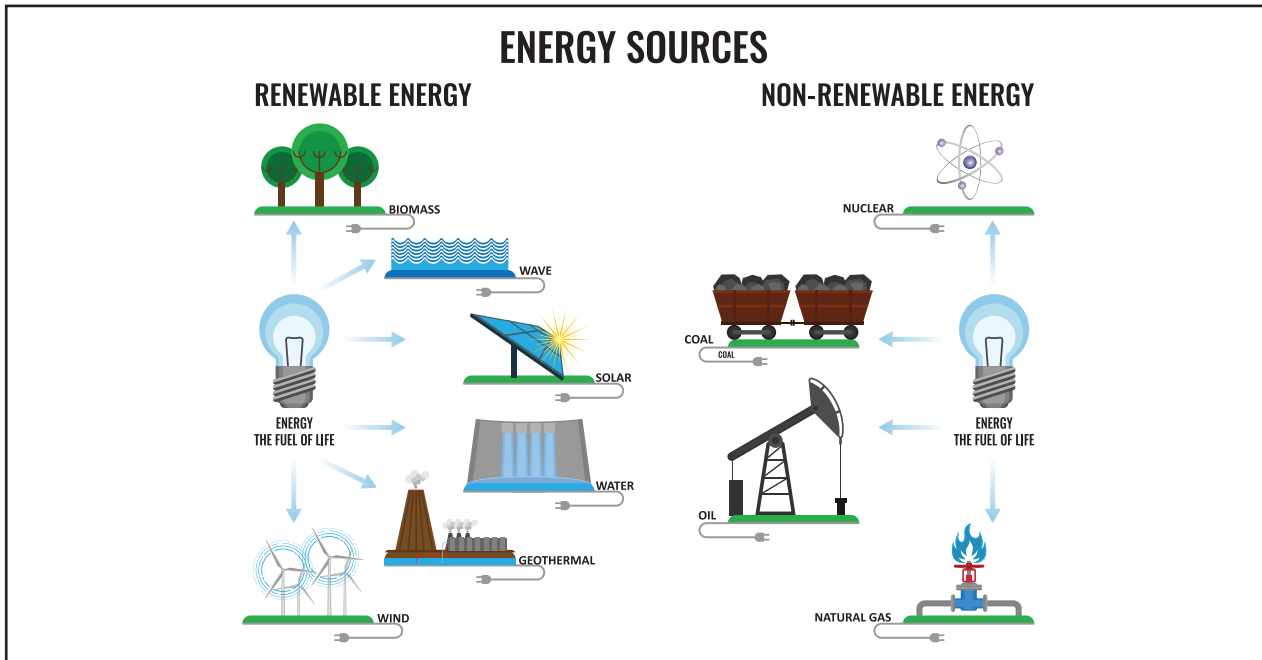 ENERGY SOURCES
RENEWABLE ENERGY
BIOMASS
WAVE
SOLAR
ENERGY
THE FUEL OF LIFE
WATER
GEOTHERMAL
WIND
NON-RENEWABLE ENERGY
NUCLEAR
COAL
COAL
ENERGY
THE FUEL OF LIFE
OIL
NATURAL GAS